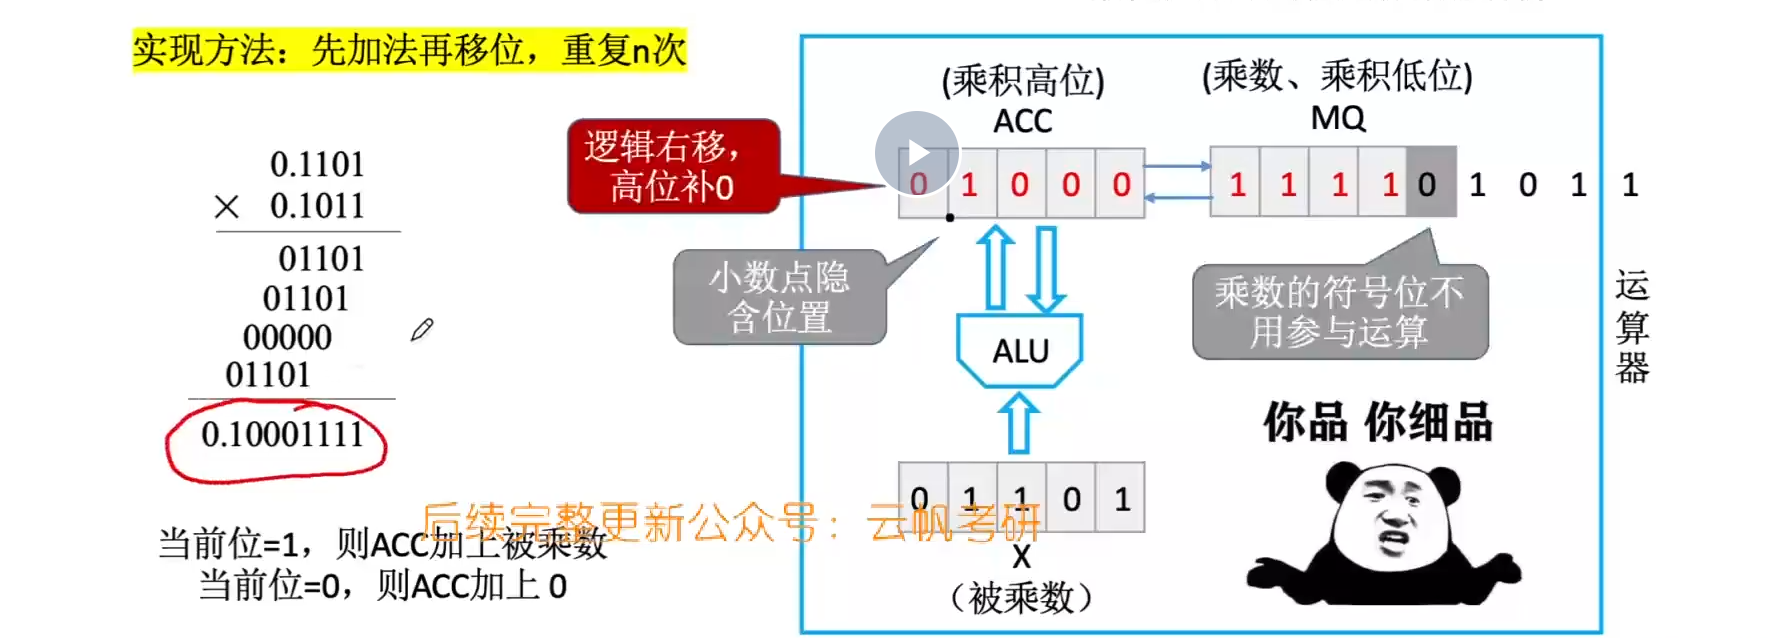 实现方法：先加法再移位，重复n次
0.1101
× 0.1011
01101
01101
00000
01101
0.10001111
当前位=1，则ACC加上被乘数
当前位=0，则ACC加上 0
逻辑右移，
高位补0
小数点隐
含位置
(乘积高位)
ACC
(乘数、乘积低位)
MQ
0 1 0 0 0
1 1 1 1 0 1 0 1 1
乘数的符号位不
用参与运算
ALU
0 1 1 0 1
X
（被乘数）
运
算
器
你品 你细品
后续完整更新公众号：云帆考研